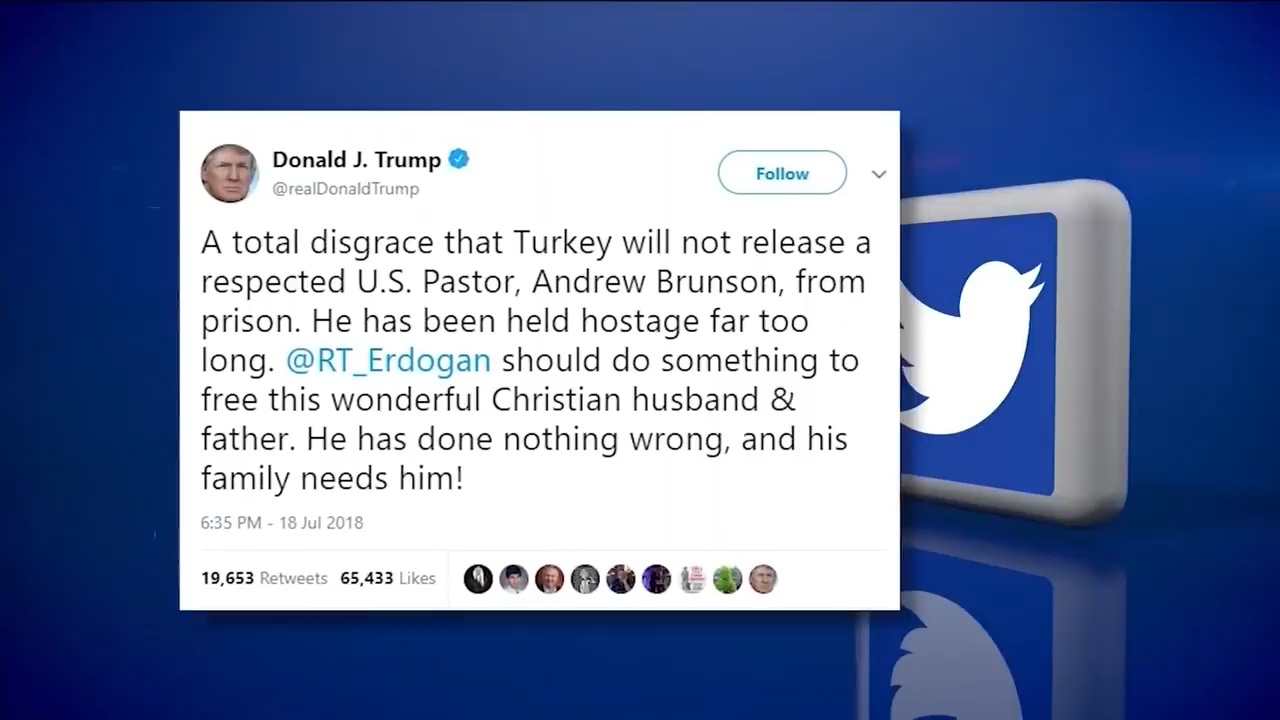 Donald J. Trump
@realDonaldTrump
Follow
A total disgrace that Turkey will not release a
respected U.S. Pastor, Andrew Brunson, from
prison. He has been held hostage far too
long. @RT_Erdogan should do something to
free this wonderful Christian husband &
father. He has done nothing wrong, and his
family needs him!
6:35 PM - 18 Jul 2018
19,653 Retweets 65,433 Likes